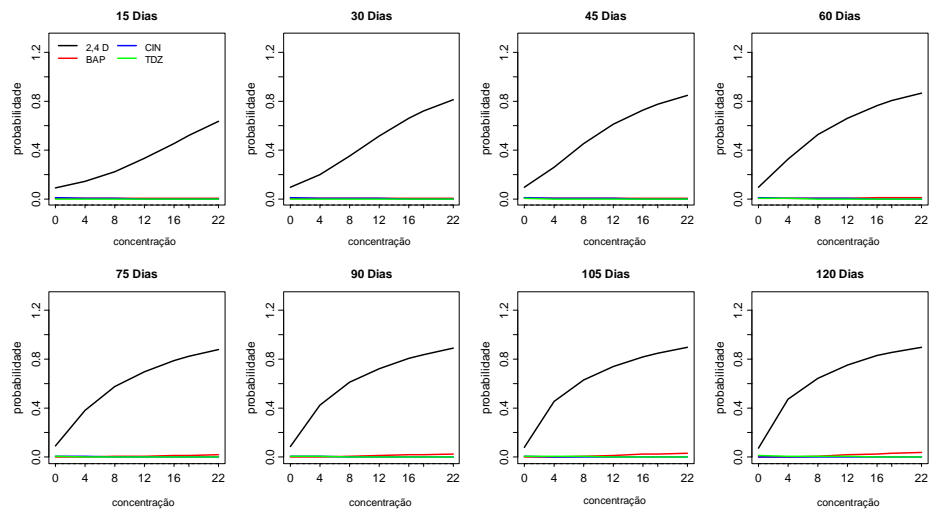 15 Dias
probabilidade
0.0 0.4 0.8 1.2
2,4 D CIN
BAP TDZ
0 4 8 12 16 22
concentração
30 Dias
probabilidade
0.0 0.4 0.8 1.2
0 4 8 12 16 22
concentração
45 Dias
probabilidade
0.0 0.4 0.8 1.2
0 4 8 12 16 22
concentração
60 Dias
probabilidade
0.0 0.4 0.8 1.2
0 4 8 12 16 22
concentração
75 Dias
probabilidade
0.0 0.4 0.8 1.2
0 4 8 12 16 22
concentração
90 Dias
probabilidade
0.0 0.4 0.8 1.2
0 4 8 12 16 22
concentração
105 Dias
probabilidade
0.0 0.4 0.8 1.2
0 4 8 12 16 22
concentração
120 Dias
probabilidade
0.0 0.4 0.8 1.2
0 4 8 12 16 22
concentração